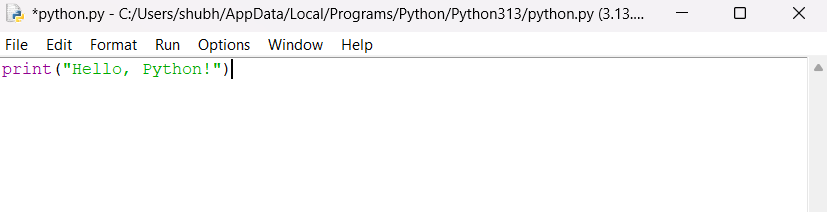 *python.py - C:/Users/shubh/AppData/Local/Programs/Python/Python313/python.py (3.13....
File Edit Format Run Options Window Help
print("Hello, Python!")